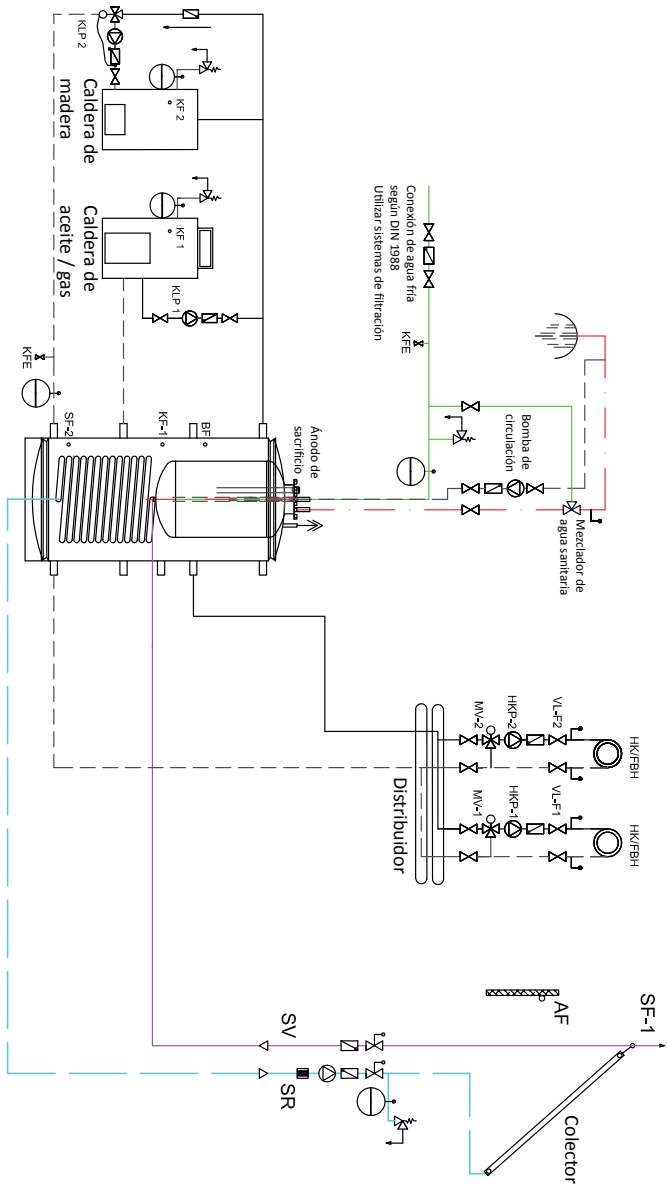 KLP 2
KF 2
Caldera de
madera
KF 1
Caldera de
aceite / gas
KLP 1
KFE
SF-2
KF-1
BF
Ánodo de
sacrificio
Conexión de agua fría
según DIN 1988
Utilizar sistemas de filtración
KFE
Bomba de
circulación
Mezclador de
agua sanitaria
HK/FBH
VL-F2
HKP-2
MV-2
HK/FBH
VL-F1
HKP-1
MV-1
Distribuidor
AF
SF-1
SV
SR
Colector